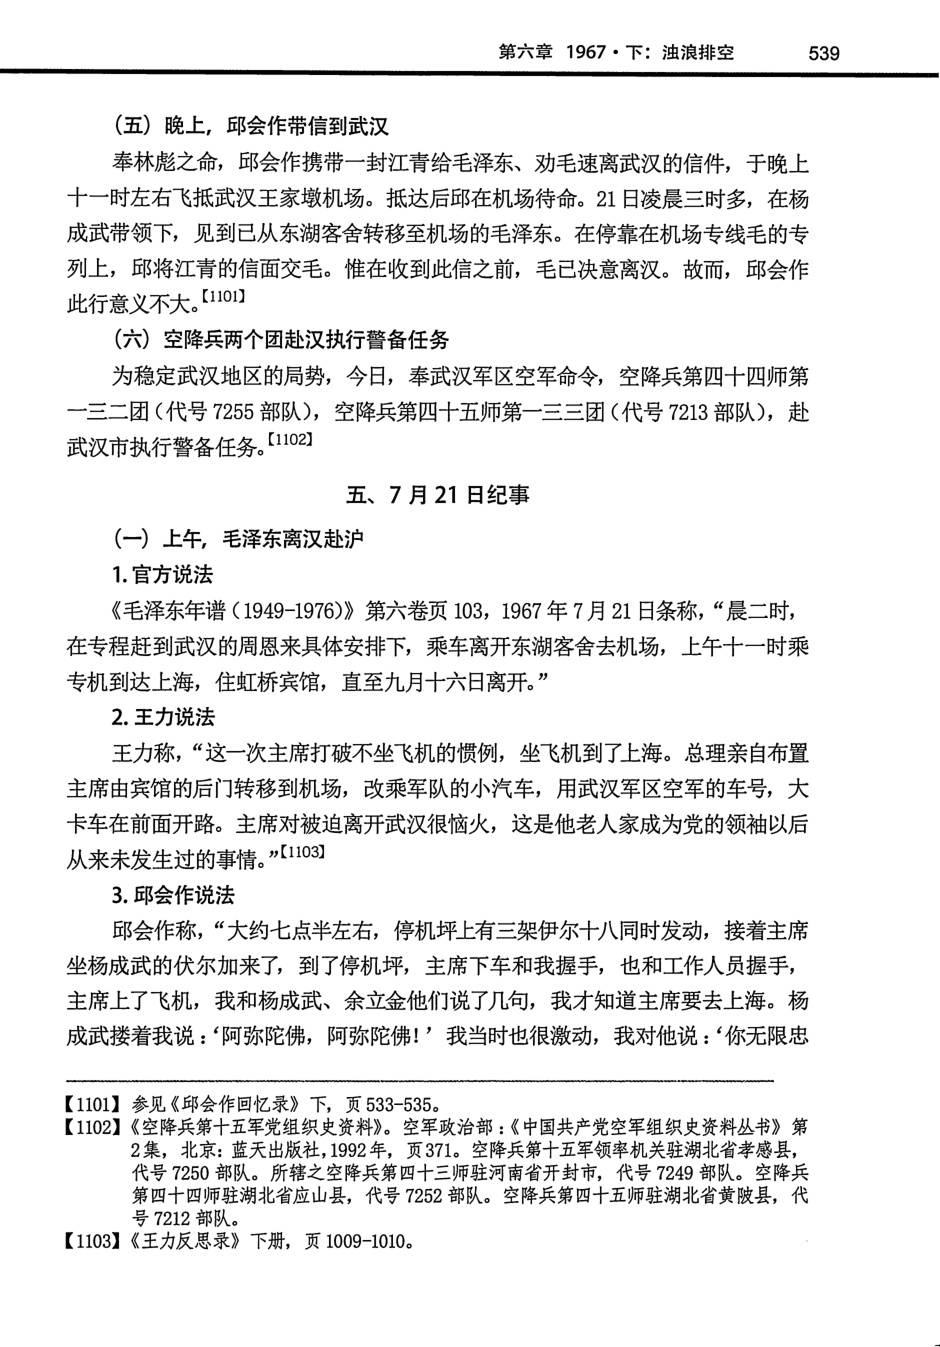 第六章 1967·下：浊浪排空 539
（五）晚上，邱会作带信到武汉
奉林彪之命，邱会作携带一封江青给毛泽东、劝毛速离武汉的信件，于晚上
十一时左右飞抵武汉王家墩机场。抵达后邱在机场待命。21日凌晨三时多，在杨
成武带领下，见到已从东湖客舍转移至机场的毛泽东。在停靠在机场专线毛的专
列上，邱将江青的信面交毛。惟在收到此信之前，毛已决意离汉。故而，邱会作
此行意义不大。【1101】
（六）空降兵两个团赴汉执行警备任务
为稳定武汉地区的局势，今日，奉武汉军区空军命令，空降兵第四十四师第
一三二团（代号7255部队），空降兵第四十五师第一三三团（代号7213部队），赴
武汉市执行警备任务。【1102】
五、7月21日纪事
（一）上午，毛泽东离汉赴沪
1.官方说法
《毛泽东年谱（1949-1976）》第六卷页103，1967年7月21日条称，“晨二时，
在专程赶到武汉的周恩来具体安排下，乘车离开东湖客舍去机场，上午十一时乘
专机到达上海，住虹桥宾馆，直至九月十六日离开。”
2.王力说法
王力称，“这一次主席打破不坐飞机的惯例，坐飞机到了上海。总理亲自布置
主席由宾馆的后门转移到机场，改乘军队的小汽车，用武汉军区空军的车号，大
卡车在前面开路。主席对被迫离开武汉很恼火，这是他老人家成为党的领袖以后
从来未发生过的事情。”【1103】
3.邱会作说法
邱会作称，“大约七点半左右，停机坪上有三架伊尔十八同时发动，接着主席
坐杨成武的伏尔加来了，到了停机坪，主席下车和我握手，也和工作人员握手，
主席上了飞机，我和杨成武、余立金他们说了几句，我才知道主席要去上海。杨
成武搂着我说：‘阿弥陀佛，阿弥陀佛！’我当时也很激动，我对他说：‘你无限忠
【1101】参见《邱会作回忆录》下，页533-535。
【1102】《空降兵第十五军党组织史资料》。空军政治部：《中国共产党空军组织史资料丛书》第
2集，北京：蓝天出版社，1992年，页371。空降兵第十五军领率机关驻湖北省孝感县，
代号7250部队。所辖之空降兵第四十三师驻河南省开封市，代号7249部队。空降兵
第四十四师驻湖北省应山县，代号7252部队。空降兵第四十五师驻湖北省黄陂县，代
号7212部队。
【1103】《王力反思录》下册，页1009-1010。